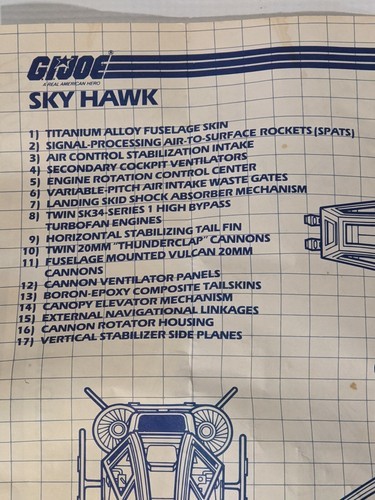 GI JOE
A REAL AMERICAN HERO
SKY HAWK
1) TITANIUM ALLOY FUSELAGE SKIN
2) SIGNAL-PROCESSING AIR-TO-SURFACE ROCKETS (SPATS)
3) AIR CONTROL STABILIZATION INTAKE
4) SECONDARY COCKPIT VENTILATORS
5) ENGINE ROTATION CONTROL CENTER
6) VARIABLE-PITCH AIR INTAKE WASTE GATES
7) LANDING SKID SHOCK ABSORBER MECHANISM
8) TWIN SK34-SERIES 1 HIGH BYPASS
TURBOFAN ENGINES
9) HORIZONTAL STABILIZING TAIL FIN
10) TWIN 20MM "THUNDERCLAP" CANNONS
11) FUSELAGE MOUNTED VULCAN 20MM
CANNONS
12) CANNON VENTILATOR PANELS
13) BORON-EPOXY COMPOSITE TAILSKINS
14) CANOPY ELEVATOR MECHANISM
15) EXTERNAL NAVIGATIONAL LINKAGES
16) CANNON ROTATOR HOUSING
17) VERTICAL STABILIZER SIDE PLANES